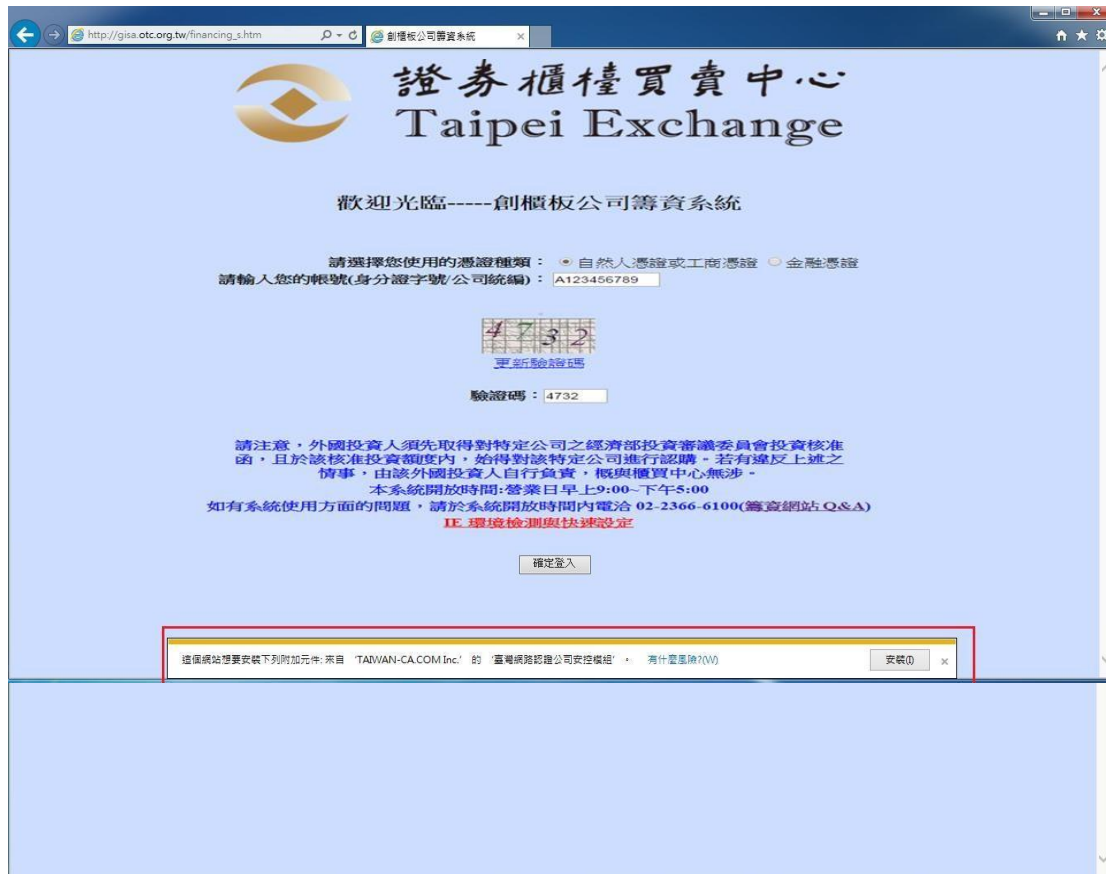 http://gisa.otc.org.tw/financing_s.htm
創櫃板公司籌資系統
證券櫃檯買賣中心
Taipei Exchange
歡迎光臨-----創櫃板公司籌資系統
請選擇您使用的憑證種類： 自然人憑證或工商憑證 金融憑證
請輸入您的帳號(身分證字號/公司統編)： A123456789
4732
更新驗證碼
驗證碼： 4732
請注意，外國投資人須先取得對特定公司之經濟部投資審議委員會投資核准
函，且於該核准投資額度內，始得對該特定公司進行認購。若有違反上述之
情事，由該外國投資人自行負責，概與櫃買中心無涉。
本系統開放時間:營業日早上9:00~下午5:00
如有系統使用方面的問題，請於系統開放時間內電洽 02-2366-6100(籌資網站 Q&A)
IE 環境檢測與快速設定
確定登入
這個網站想要安裝下列附加元件: 來自 'TAIWAN-CA.COM Inc.' 的 '臺灣網路認證公司安控模組'。 有什麼風險?(W) 安裝(I)